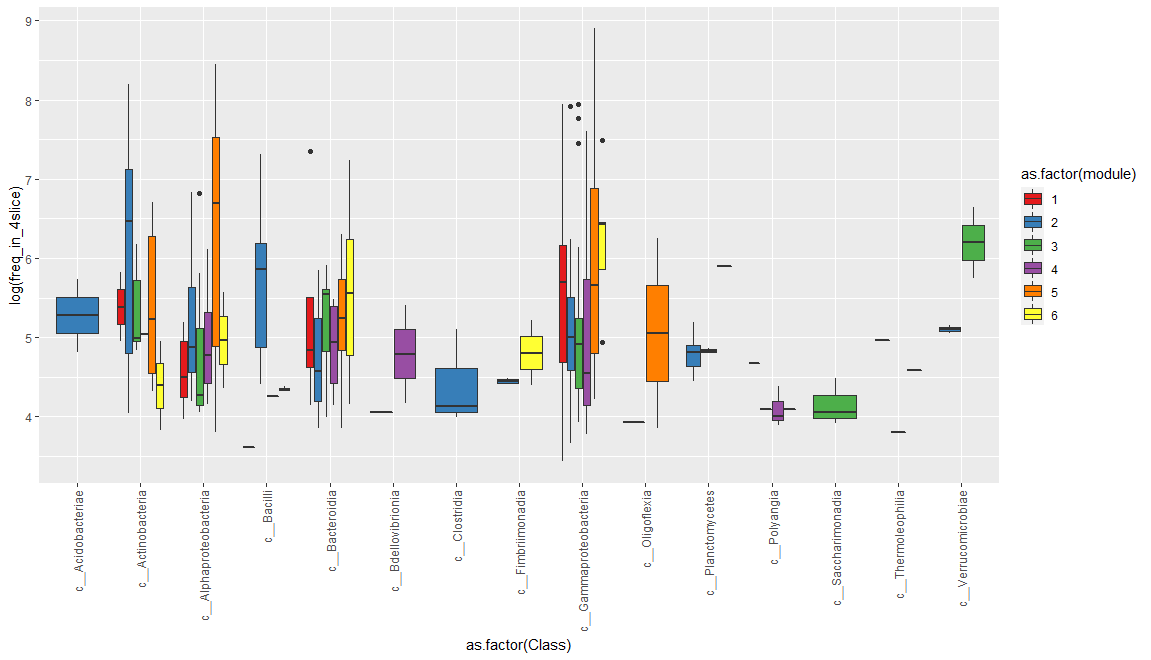 log(freq_in_4slice)
9
8
7
6
5
4
c__Acidobacteriae
c__Actinobacteria
c__Alphaproteobacteria
c__Bacilli
c__Bacteroidia
c__Bdellovibrionia
c__Clostridia
c__Fimbriimonadia
c__Gammaproteobacteria
c__Oligoflexia
c__Planctomycetes
c__Polyangia
c__Saccharimonadia
c__Thermoleophilia
c__Verrucomicrobiae
as.factor(Class)
as.factor(module)
1
2
3
4
5
6